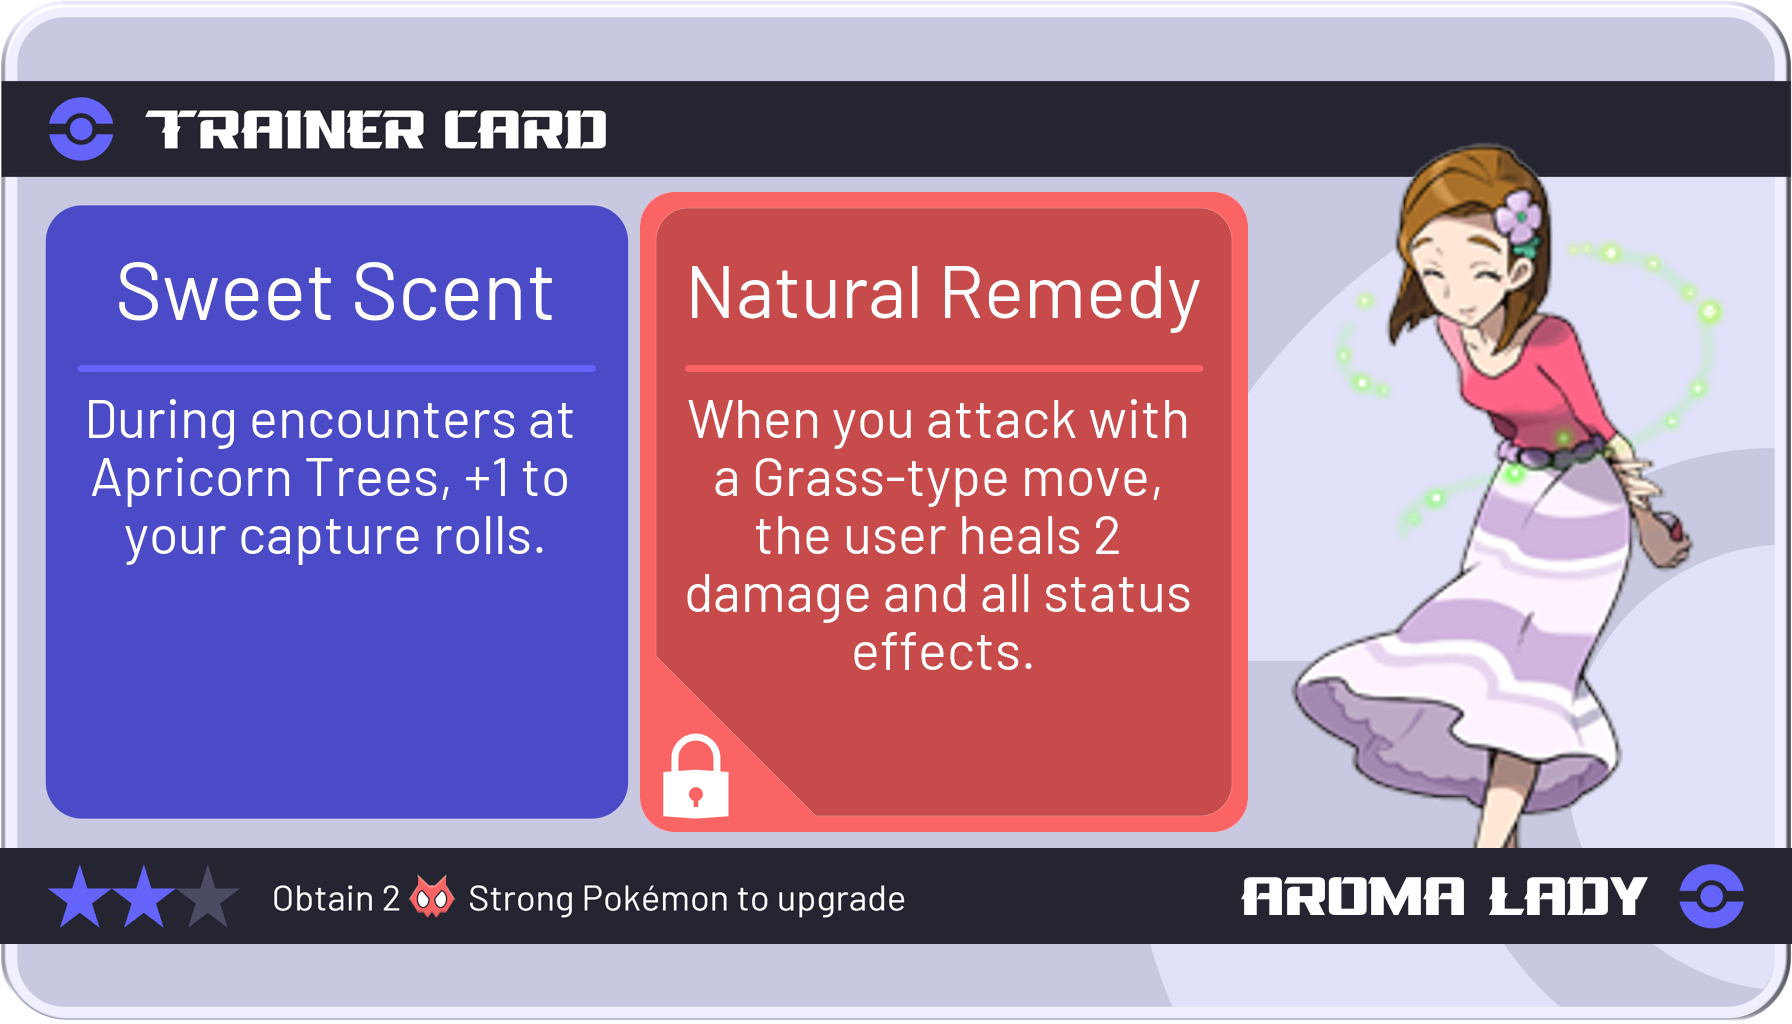 TRAINER CARD
Sweet Scent
During encounters at
Apricorn Trees, +1 to
your capture rolls.
Natural Remedy
When you attack with
a Grass-type move,
the user heals 2
damage and all status
effects.
Obtain 2 Strong Pokémon to upgrade
AROMA LADY